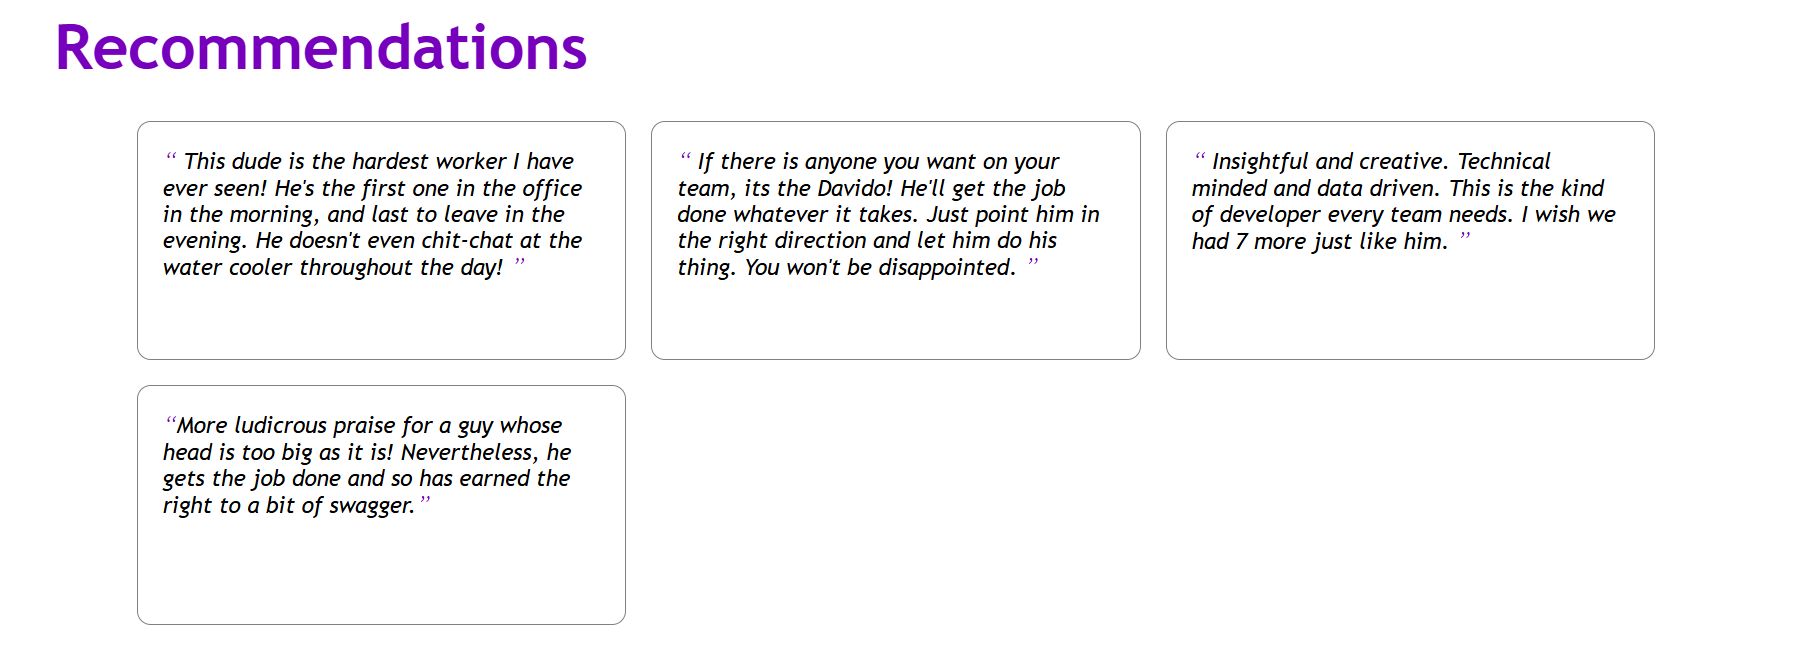 Recommendations
“ This dude is the hardest worker I have
ever seen! He's the first one in the office
in the morning, and last to leave in the
evening. He doesn't even chit-chat at the
water cooler throughout the day! ”
“ If there is anyone you want on your
team, its the Davido! He'll get the job
done whatever it takes. Just point him in
the right direction and let him do his
thing. You won't be disappointed. ”
“ Insightful and creative. Technical
minded and data driven. This is the kind
of developer every team needs. I wish we
had 7 more just like him. ”
“More ludicrous praise for a guy whose
head is too big as it is! Nevertheless, he
gets the job done and so has earned the
right to a bit of swagger.”